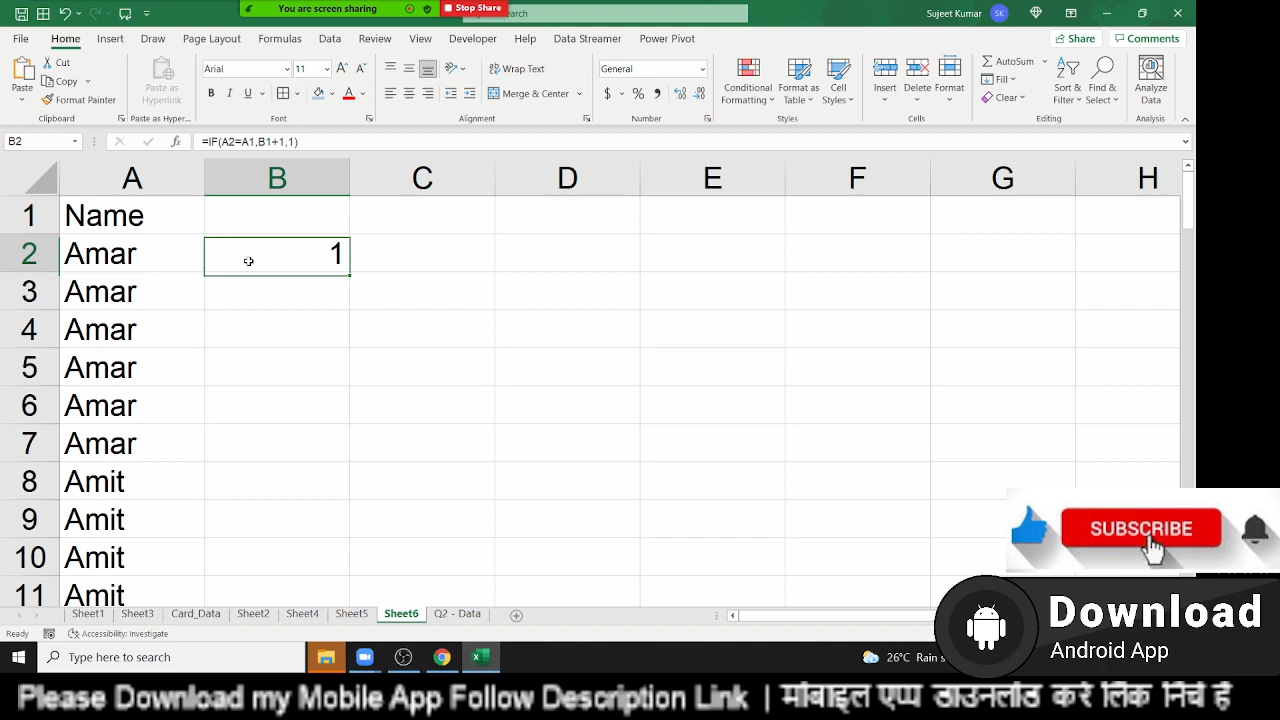 You are screen sharing
Stop Share
Sujeet Kumar SK
File Home Insert Draw Page Layout Formulas Data Review View Developer Help Data Streamer Power Pivot
Share Comments
Paste
Cut
Copy
Format Painter
Clipboard
Paste as Hyperlink
Paste as Hyper...
Arial 11
B I U
Font
Wrap Text
Merge & Center
Alignment
General
$ % ,
Number
Conditional Formatting
Format as Table
Cell Styles
Styles
Insert Delete Format
Cells
AutoSum
Fill
Clear
Sort & Filter
Find & Select
Editing
Analyze Data
Analysis
B2 fx =IF(A2=A1,B1+1,1)
A B C D E F G H
1 Name
2 Amar 1
3 Amar
4 Amar
5 Amar
6 Amar
7 Amar
8 Amit
9 Amit
10 Amit
11 Amit
SUBSCRIBE
Sheet1 Sheet3 Card_Data Sheet2 Sheet4 Sheet5 Sheet6 Q2 - Data
Ready Accessibility: Investigate
Download
Android App
Type here to search
26°C Rain s
Please Download my Mobile App Follow Description Link | मोबाइल एप्प डाउनलोड करे लिंक निचे है